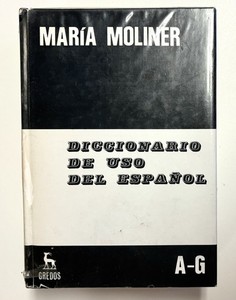 MARÍA MOLINER
DICCIONARIO
DE USO
DEL ESPAÑOL
GREDOS
A-G